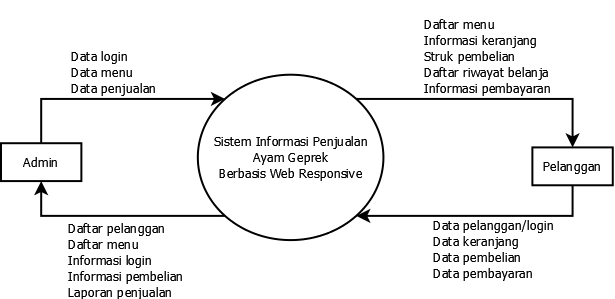 Data login
Data menu
Data penjualan
Daftar menu
Informasi keranjang
Struk pembelian
Daftar riwayat belanja
Informasi pembayaran
Admin
Sistem Informasi Penjualan
Ayam Geprek
Berbasis Web Responsive
Pelanggan
Daftar pelanggan
Daftar menu
Informasi login
Informasi pembelian
Laporan penjualan
Data pelanggan/login
Data keranjang
Data pembelian
Data pembayaran